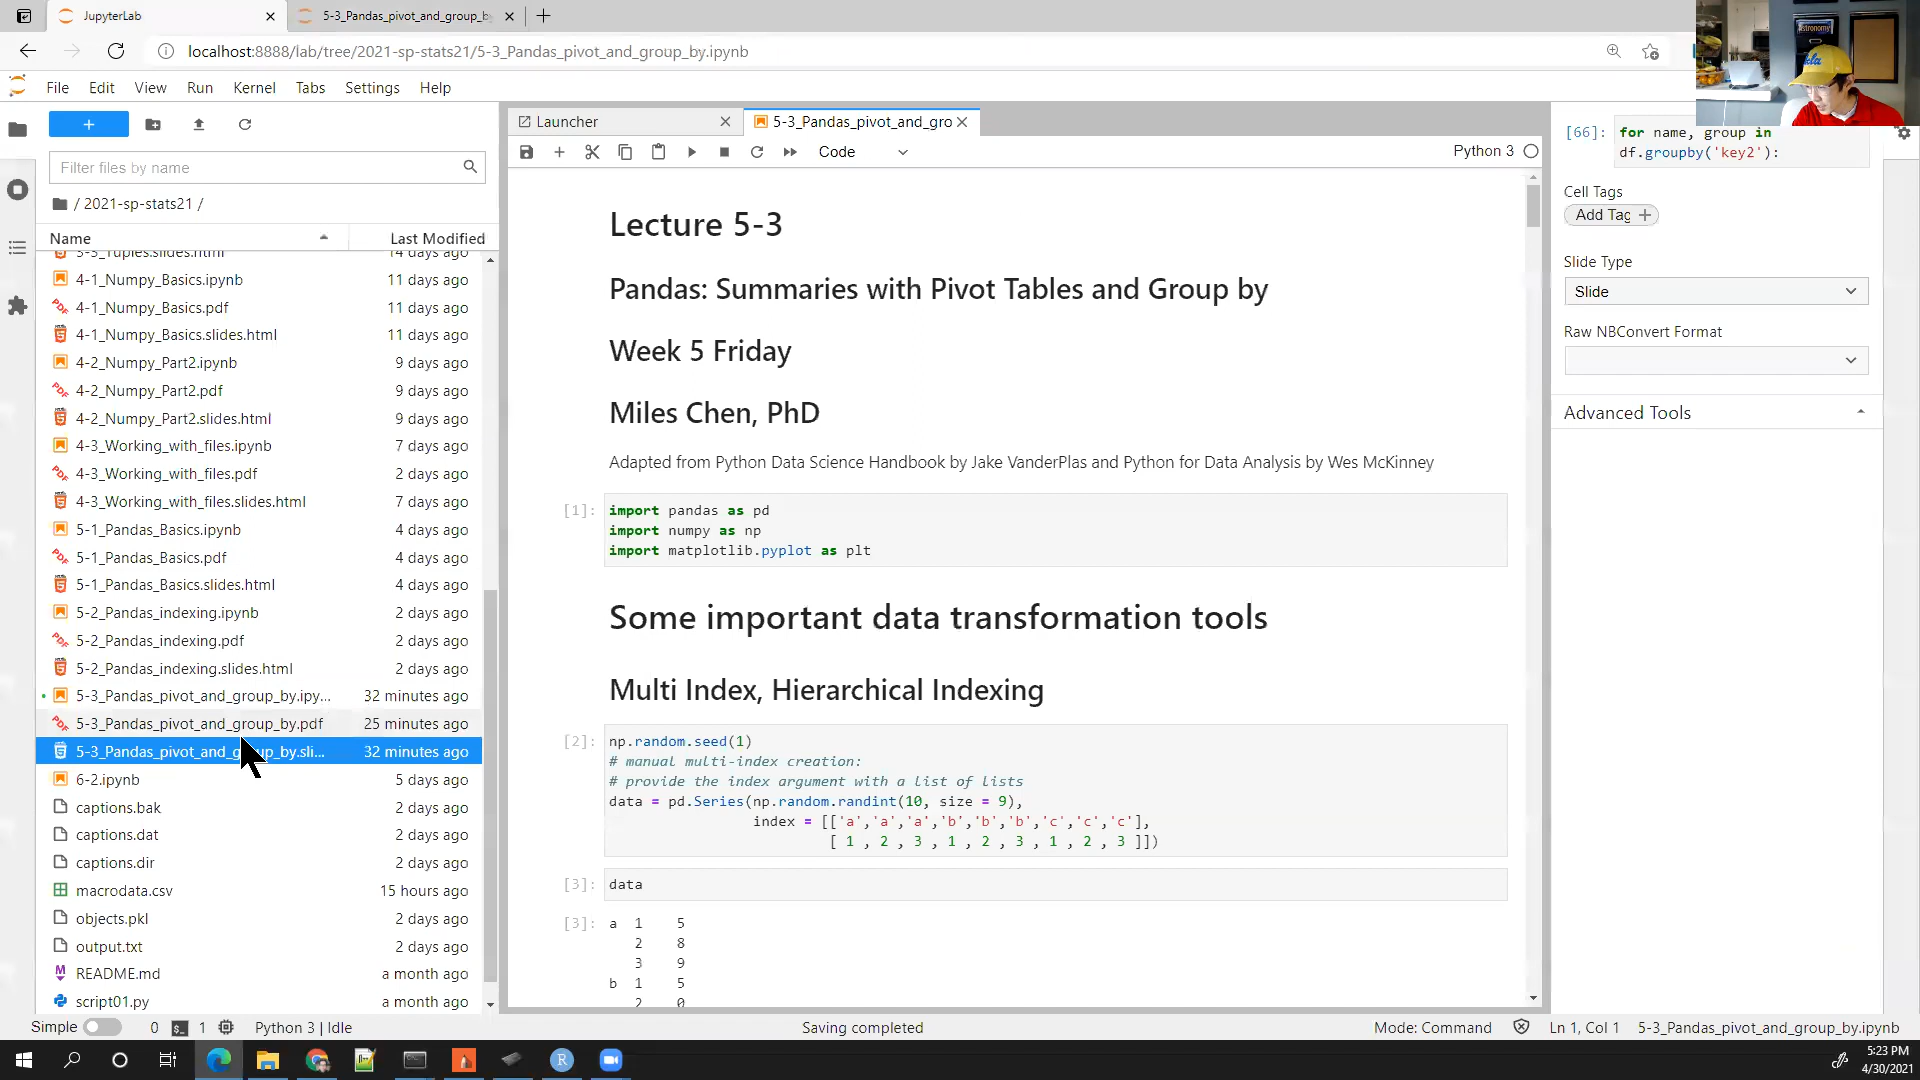 JupyterLab
5-3_Pandas_pivot_and_group_by
localhost:8888/lab/tree/2021-sp-stats21/5-3_Pandas_pivot_and_group_by.ipynb
File Edit View Run Kernel Tabs Settings Help
Filter files by name
/ 2021-sp-stats21 /
Name Last Modified
3-3_Tuples.slides.html 14 days ago
4-1_Numpy_Basics.ipynb 11 days ago
4-1_Numpy_Basics.pdf 11 days ago
4-1_Numpy_Basics.slides.html 11 days ago
4-2_Numpy_Part2.ipynb 9 days ago
4-2_Numpy_Part2.pdf 9 days ago
4-2_Numpy_Part2.slides.html 9 days ago
4-3_Working_with_files.ipynb 7 days ago
4-3_Working_with_files.pdf 2 days ago
4-3_Working_with_files.slides.html 7 days ago
5-1_Pandas_Basics.ipynb 4 days ago
5-1_Pandas_Basics.pdf 4 days ago
5-1_Pandas_Basics.slides.html 4 days ago
5-2_Pandas_indexing.ipynb 2 days ago
5-2_Pandas_indexing.pdf 2 days ago
5-2_Pandas_indexing.slides.html 2 days ago
5-3_Pandas_pivot_and_group_by.ipy... 32 minutes ago
5-3_Pandas_pivot_and_group_by.pdf 25 minutes ago
5-3_Pandas_pivot_and_group_by.sli... 32 minutes ago
6-2.ipynb 5 days ago
captions.bak 2 days ago
captions.dat 2 days ago
captions.dir 2 days ago
macrodata.csv 15 hours ago
objects.pkl 2 days ago
output.txt 2 days ago
README.md a month ago
script01.py a month ago
Launcher
5-3_Pandas_pivot_and_gro
Code
Python 3
Lecture 5-3
Pandas: Summaries with Pivot Tables and Group by
Week 5 Friday
Miles Chen, PhD
Adapted from Python Data Science Handbook by Jake VanderPlas and Python for Data Analysis by Wes McKinney
[1]: import pandas as pd
import numpy as np
import matplotlib.pyplot as plt
Some important data transformation tools
Multi Index, Hierarchical Indexing
[2]: np.random.seed(1)
# manual multi-index creation:
# provide the index argument with a list of lists
data = pd.Series(np.random.randint(10, size = 9),
index = [['a','a','a','b','b','b','c','c','c'],
[ 1 , 2 , 3 , 1 , 2 , 3 , 1 , 2 , 3 ]])
[3]: data
[3]: a 1 5
2 8
3 9
b 1 5
2 0
[66]: for name, group in
df.groupby('key2'):
Cell Tags
Add Tag +
Slide Type
Slide
Raw NBConvert Format
Advanced Tools
Simple 0 1 Python 3 | Idle Saving completed Mode: Command Ln 1, Col 1 5-3_Pandas_pivot_and_group_by.ipynb
5:23 PM
4/30/2021